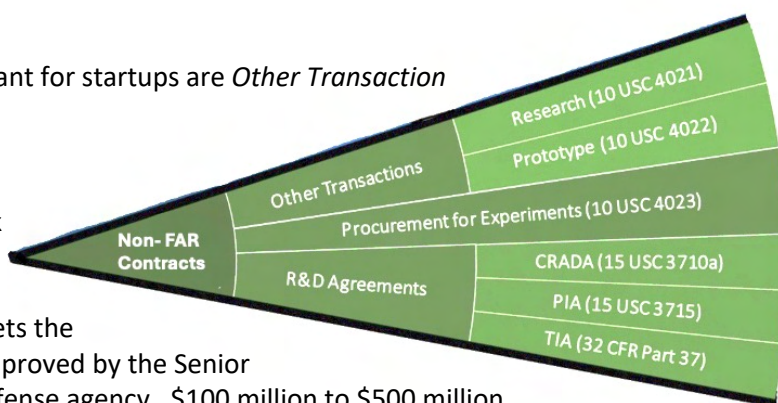 ant for startups are Other Transaction
Research (10 USC 4021)
Prototype (10 USC 4022)
Other Transactions
Procurement for Experiments (10 USC 4023)
Non- FAR
Contracts
R&D Agreements
CRADA (15 USC 3710a)
PIA (15 USC 3715)
TIA (32 CFR Part 37)
ets the
proved by the Senior
fense agency. $100 million to $500 million